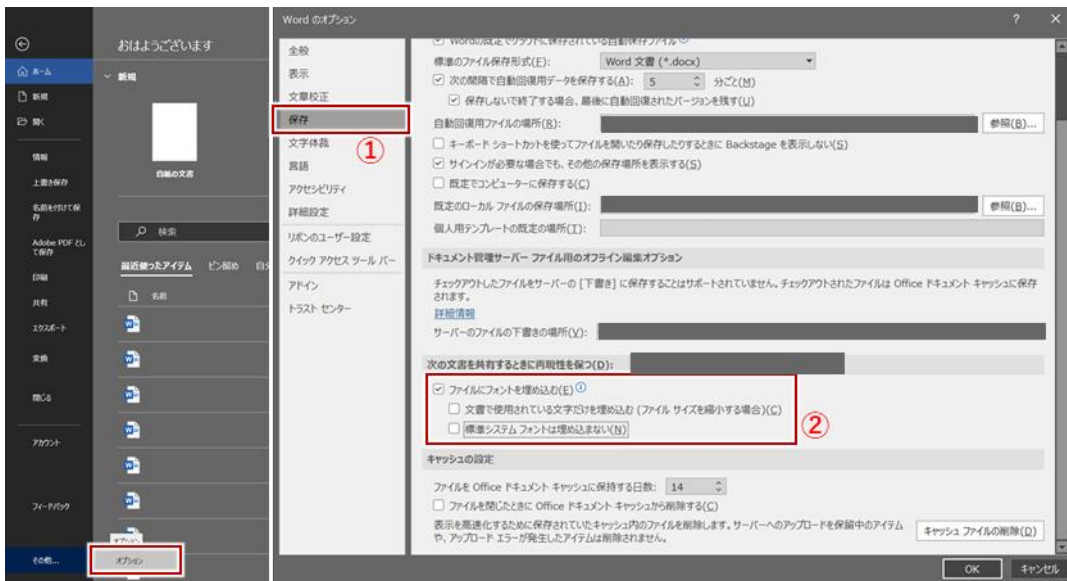 おはようございます
ホーム
新規
開く
情報
上書き保存
名前を付けて保
存
Adobe PDF とし
て保存
印刷
共有
エクスポート
変換
閉じる
アカウント
フィードバック
その他...
新規
白紙の文書
検索
最近使ったアイテム ピン留め 自分
名前
オプション
オプション
Word のオプション
全般
表示
文章校正
保存
①
文字体裁
言語
アクセシビリティ
詳細設定
リボンのユーザー設定
クイック アクセス ツール バー
アドイン
トラスト センター
Wordの既定でクラウドに保存されている自動保存ファイル
標準のファイル保存形式(F): Word 文書 (*.docx)
次の間隔で自動回復用データを保存する(A): 5 分ごと(M)
保存しないで終了する場合、最後に自動回復されたバージョンを残す(U)
自動回復用ファイルの場所(R): 参照(B)...
キーボード ショートカットを使ってファイルを開いたり保存したりするときに Backstage を表示しない(S)
サインインが必要な場合でも、その他の保存場所を表示する(S)
既定でコンピューターに保存する(C)
既定のローカル ファイルの保存場所(I): 参照(B)...
個人用テンプレートの既定の場所(T):
ドキュメント管理サーバー ファイル用のオフライン編集オプション
チェックアウトしたファイルをサーバーの [下書き] に保存することはサポートされていません。チェックアウトされたファイルは Office ドキュメント キャッシュに保存
されます。
詳細情報
サーバーのファイルの下書きの場所(V):
次の文書を共有するときに再現性を保つ(D):
ファイルにフォントを埋め込む(E)
文書で使用されている文字だけを埋め込む (ファイル サイズを縮小する場合)(C)
標準システム フォントは埋め込まない(N)
②
キャッシュの設定
ファイルを Office ドキュメント キャッシュに保持する日数: 14
ファイルを閉じたときに Office ドキュメント キャッシュから削除する(C)
表示を高速化するために保存されていたキャッシュ内のファイルを削除します。サーバーへのアップロードを保留中のアイテム
や、アップロード エラーが発生したアイテムは削除されません。
キャッシュ ファイルの削除(D)
OK キャンセル